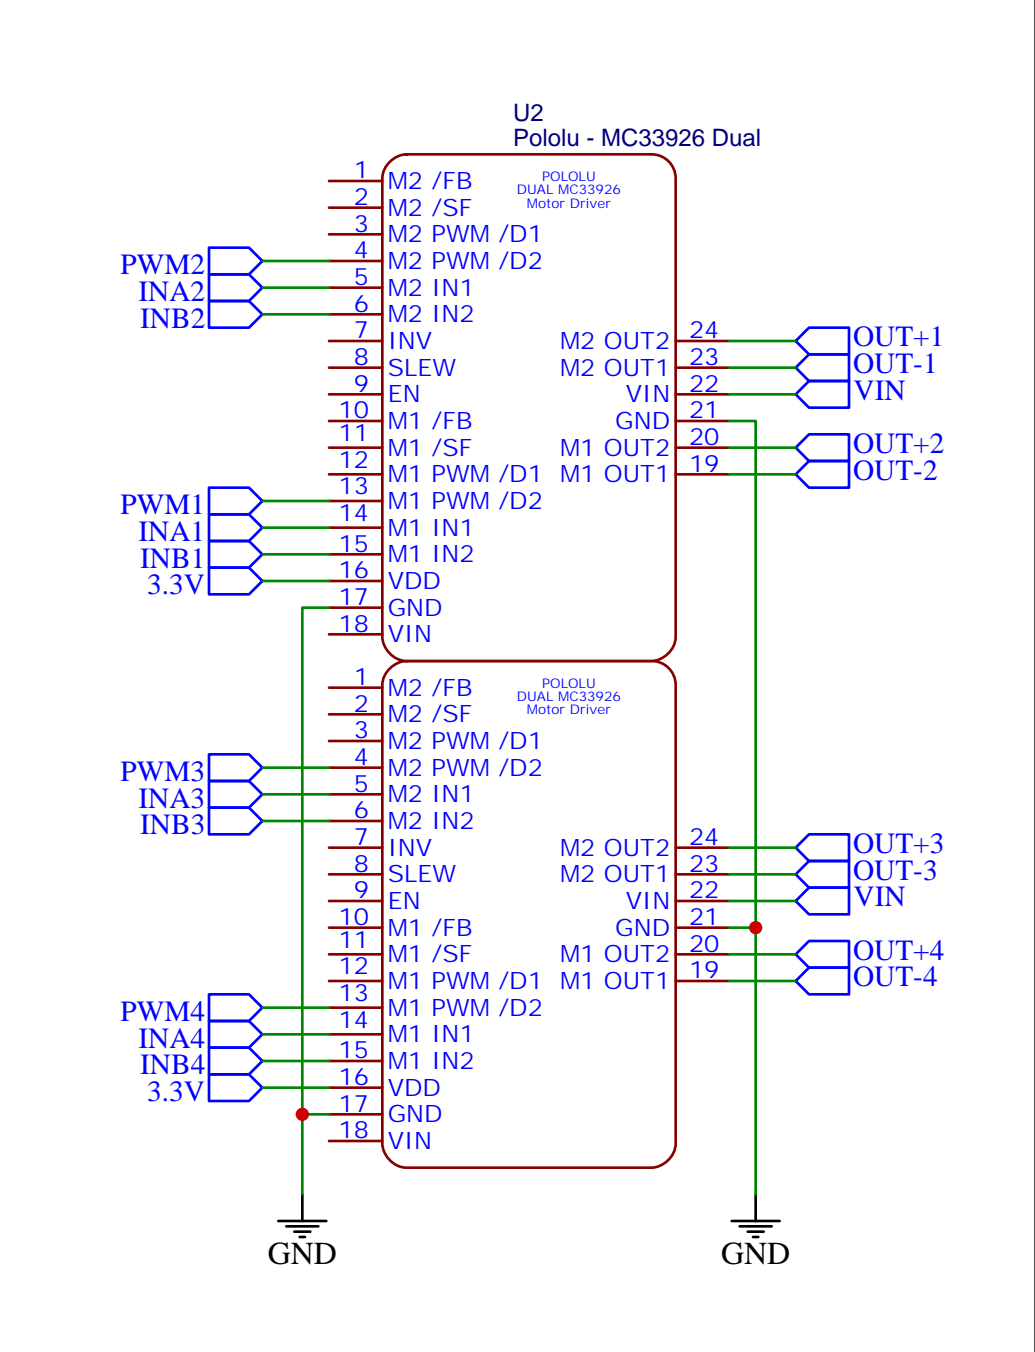 U2
Pololu - MC33926 Dual
POLOLU
DUAL MC33926
Motor Driver
1 M2 /FB
2 M2 /SF
3 M2 PWM /D1
PWM2 4 M2 PWM /D2
INA2 5 M2 IN1
INB2 6 M2 IN2
7 INV M2 OUT2 24 OUT+1
8 SLEW M2 OUT1 23 OUT-1
9 EN VIN 22 VIN
10 M1 /FB GND 21
11 M1 /SF M1 OUT2 20 OUT+2
12 M1 PWM /D1 M1 OUT1 19 OUT-2
PWM1 13 M1 PWM /D2
INA1 14 M1 IN1
INB1 15 M1 IN2
3.3V 16 VDD
17 GND
18 VIN
POLOLU
DUAL MC33926
Motor Driver
1 M2 /FB
2 M2 /SF
3 M2 PWM /D1
PWM3 4 M2 PWM /D2
INA3 5 M2 IN1
INB3 6 M2 IN2
7 INV M2 OUT2 24 OUT+3
8 SLEW M2 OUT1 23 OUT-3
9 EN VIN 22 VIN
10 M1 /FB GND 21
11 M1 /SF M1 OUT2 20 OUT+4
12 M1 PWM /D1 M1 OUT1 19 OUT-4
PWM4 13 M1 PWM /D2
INA4 14 M1 IN1
INB4 15 M1 IN2
3.3V 16 VDD
17 GND
18 VIN
GND GND